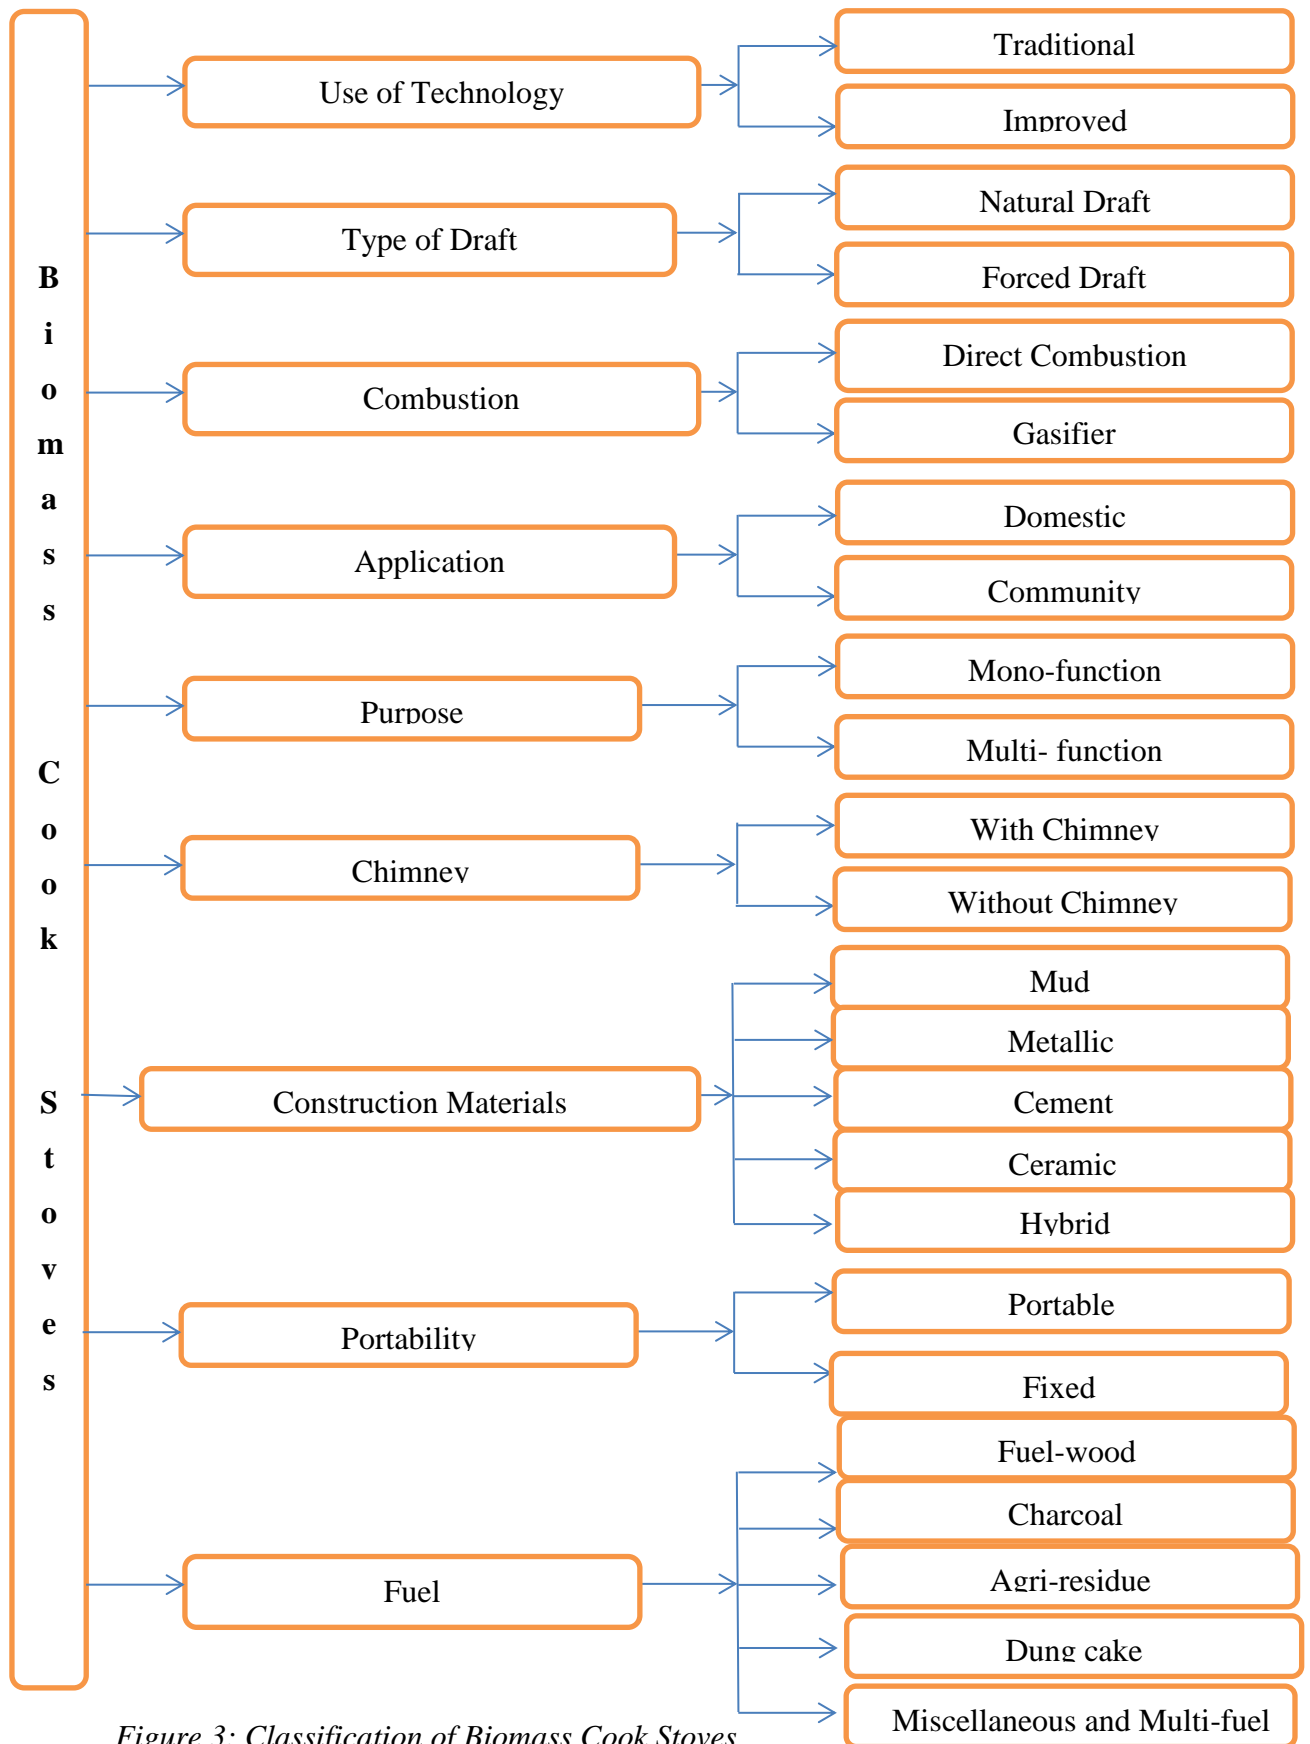 Biomass Cook Stoves
Use of Technology
Traditional
Improved
Type of Draft
Natural Draft
Forced Draft
Combustion
Direct Combustion
Gasifier
Application
Domestic
Community
Purpose
Mono-function
Multi- function
Chimney
With Chimney
Without Chimney
Construction Materials
Mud
Metallic
Cement
Ceramic
Hybrid
Portability
Portable
Fixed
Fuel
Fuel-wood
Charcoal
Agri-residue
Dung cake
Miscellaneous and Multi-fuel
Figure 3: Classification of Biomass Cook Stoves